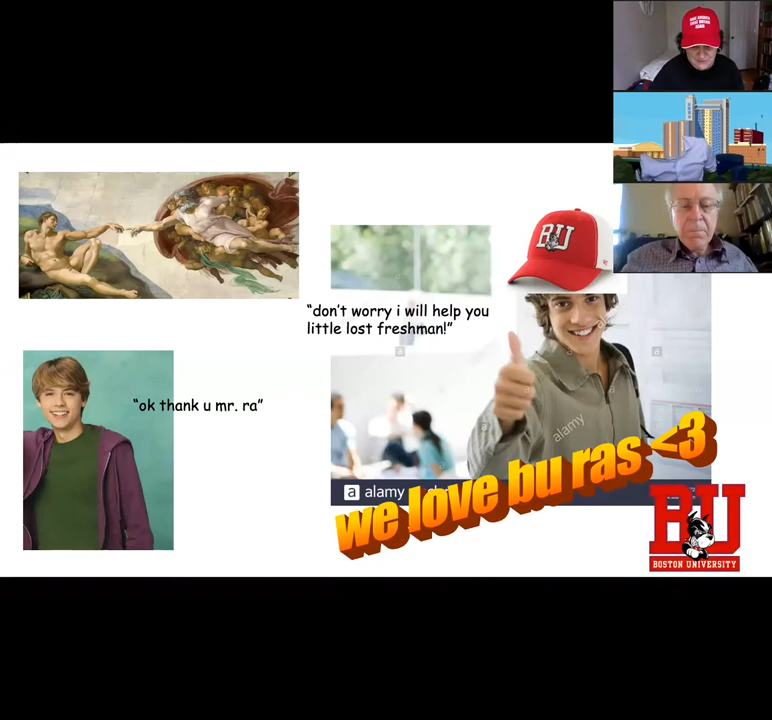 BU
"don't worry i will help you
little lost freshman!"
"ok thank u mr. ra"
alamy
a alamy
we love bu ras <3
BU
BOSTON UNIVERSITY